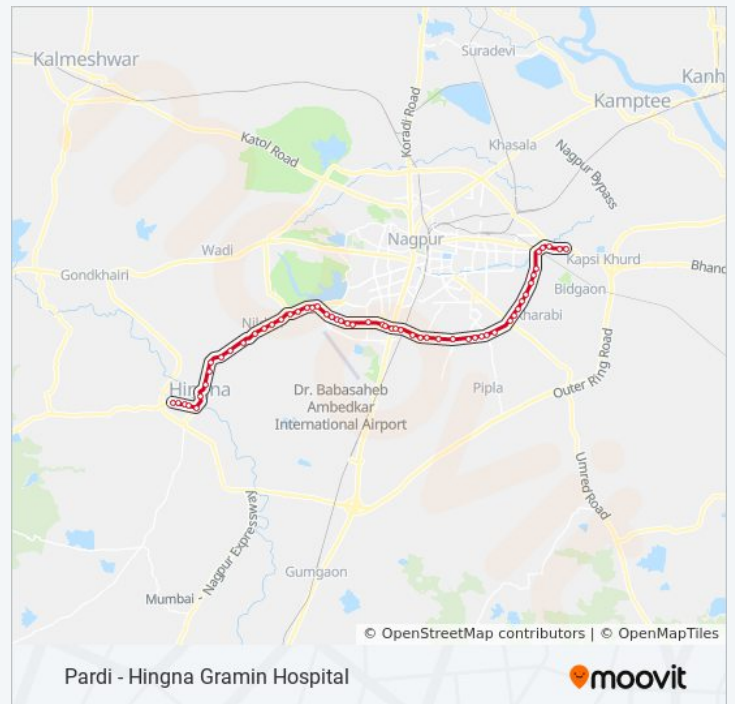 Kalmeshwar
Suradevi
Kanh
Kamptee
Koradi Road
Katol Road
Khasala
Nagpur Bypass
Wadi
Nagpur
Kapsi Khurd
Gondkhairi
Bhand
Bidgaon
Kharabi
Hingna
Dr. Babasaheb
Ambedkar
International Airport
Pipla
Outer Ring Road
Umred Road
Gumgaon
Mumbai - Nagpur Expressway
© OpenStreetMap contributors | © OpenMapTiles
Pardi - Hingna Gramin Hospital
moovit